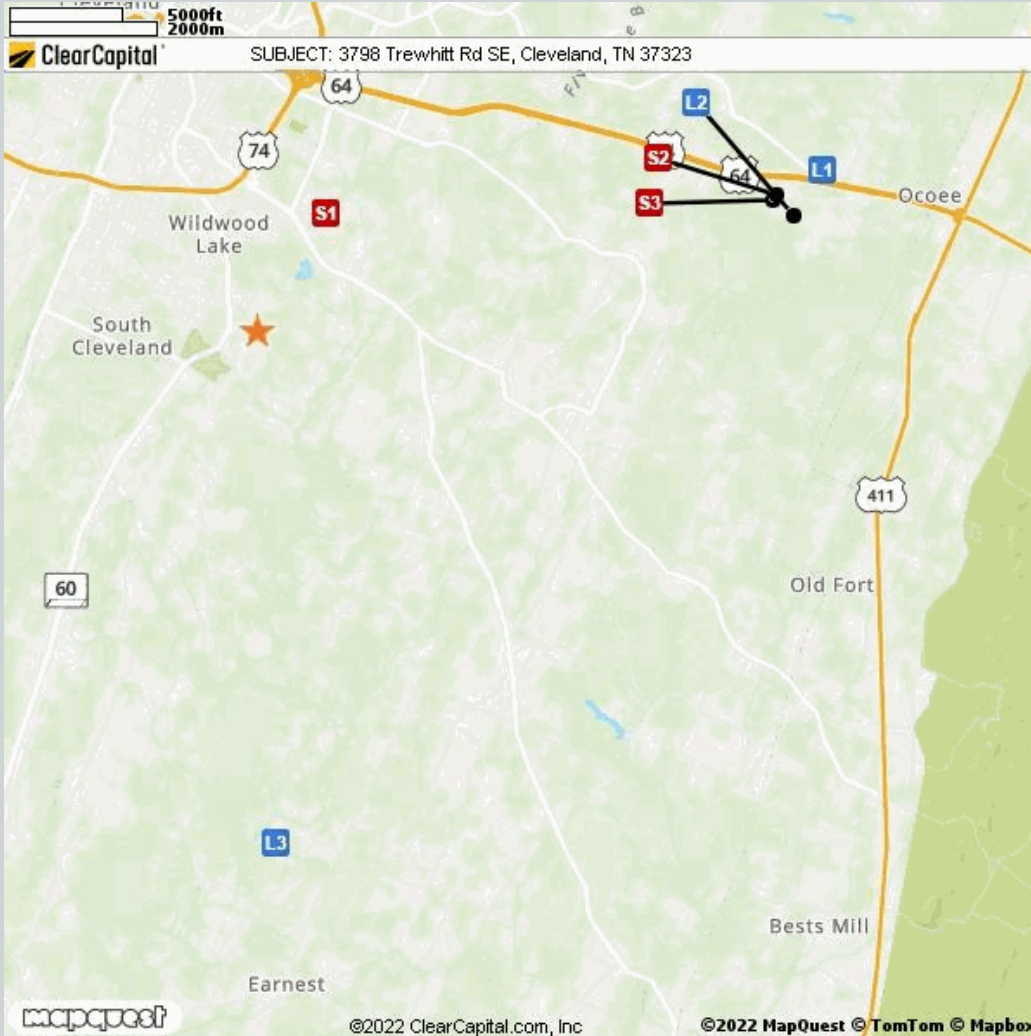 Cleveland
5000ft
2000m
ClearCapital
SUBJECT: 3798 Trewhitt Rd SE, Cleveland, TN 37323
64
L2
74
S2
64
L1
S3
Ocoee
S1
Wildwood
Lake
South
Cleveland
411
60
Old Fort
L3
Bests Mill
Earnest
mapquest
©2022 ClearCapital.com, Inc
©2022 MapQuest © TomTom © Mapbox